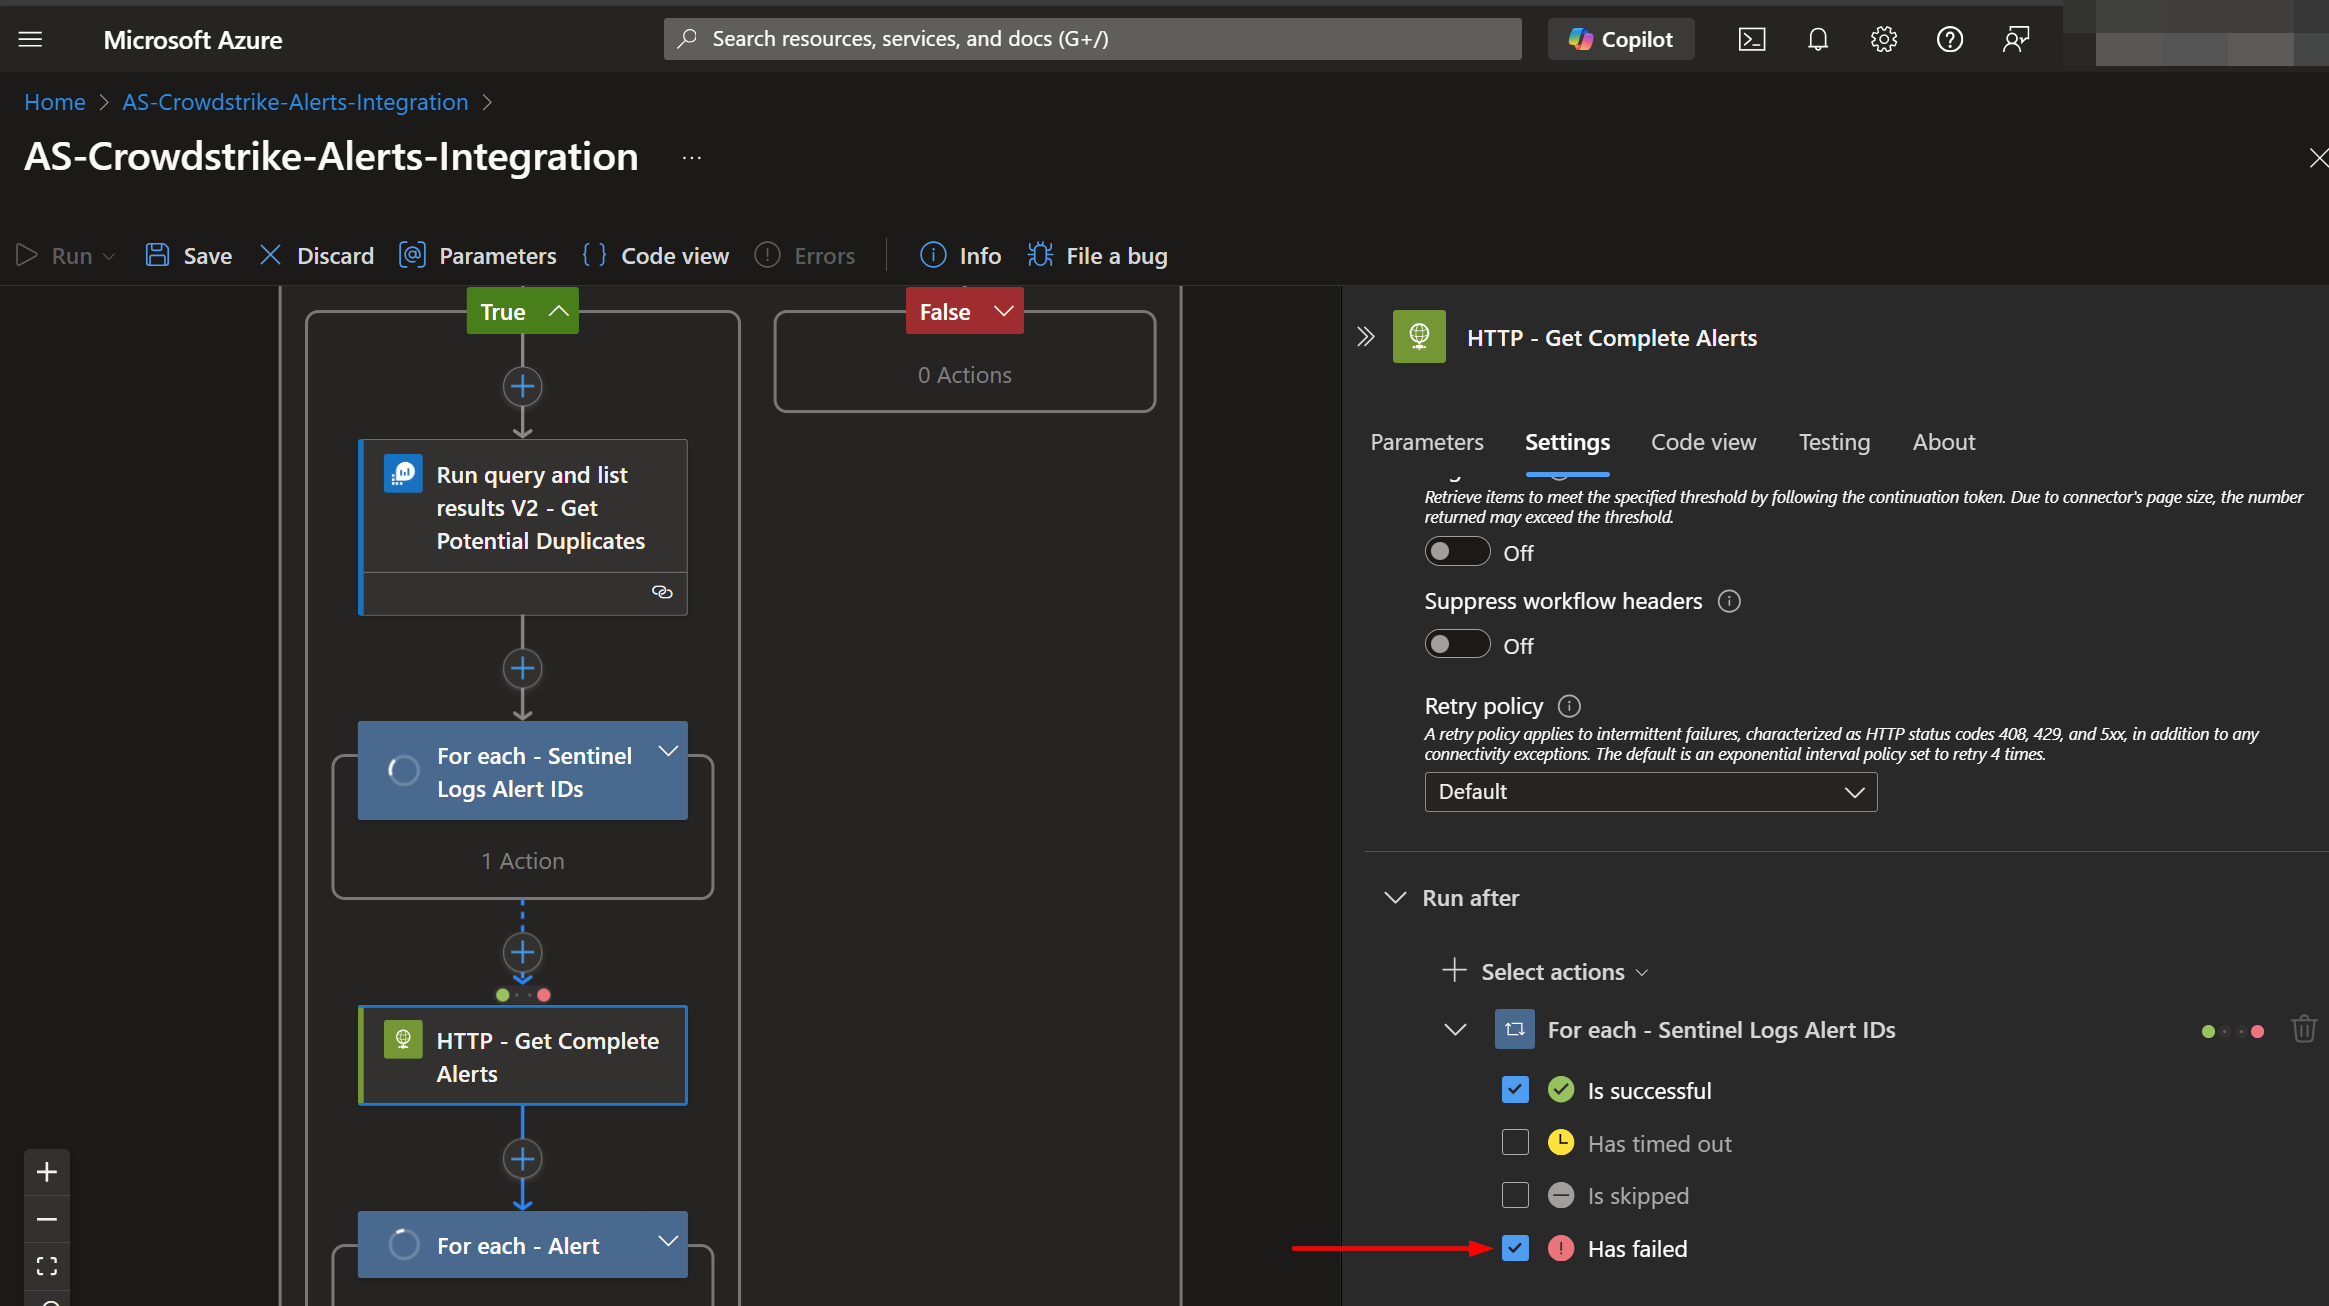 Microsoft Azure
Search resources, services, and docs (G+/)
Copilot
Home
AS-Crowdstrike-Alerts-Integration
AS-Crowdstrike-Alerts-Integration
...
Run
Save
Discard
Parameters
Code view
Errors
Info
File a bug
True
False
0 Actions
Run query and list
results V2 - Get
Potential Duplicates
For each - Sentinel
Logs Alert IDs
1 Action
HTTP - Get Complete
Alerts
For each - Alert
HTTP - Get Complete Alerts
Parameters
Settings
Code view
Testing
About
Retrieve items to meet the specified threshold by following the continuation token. Due to connector's page size, the number
returned may exceed the threshold.
Off
Suppress workflow headers
Off
Retry policy
A retry policy applies to intermittent failures, characterized as HTTP status codes 408, 429, and 5xx, in addition to any
connectivity exceptions. The default is an exponential interval policy set to retry 4 times.
Default
Run after
Select actions
For each - Sentinel Logs Alert IDs
Is successful
Has timed out
Is skipped
Has failed